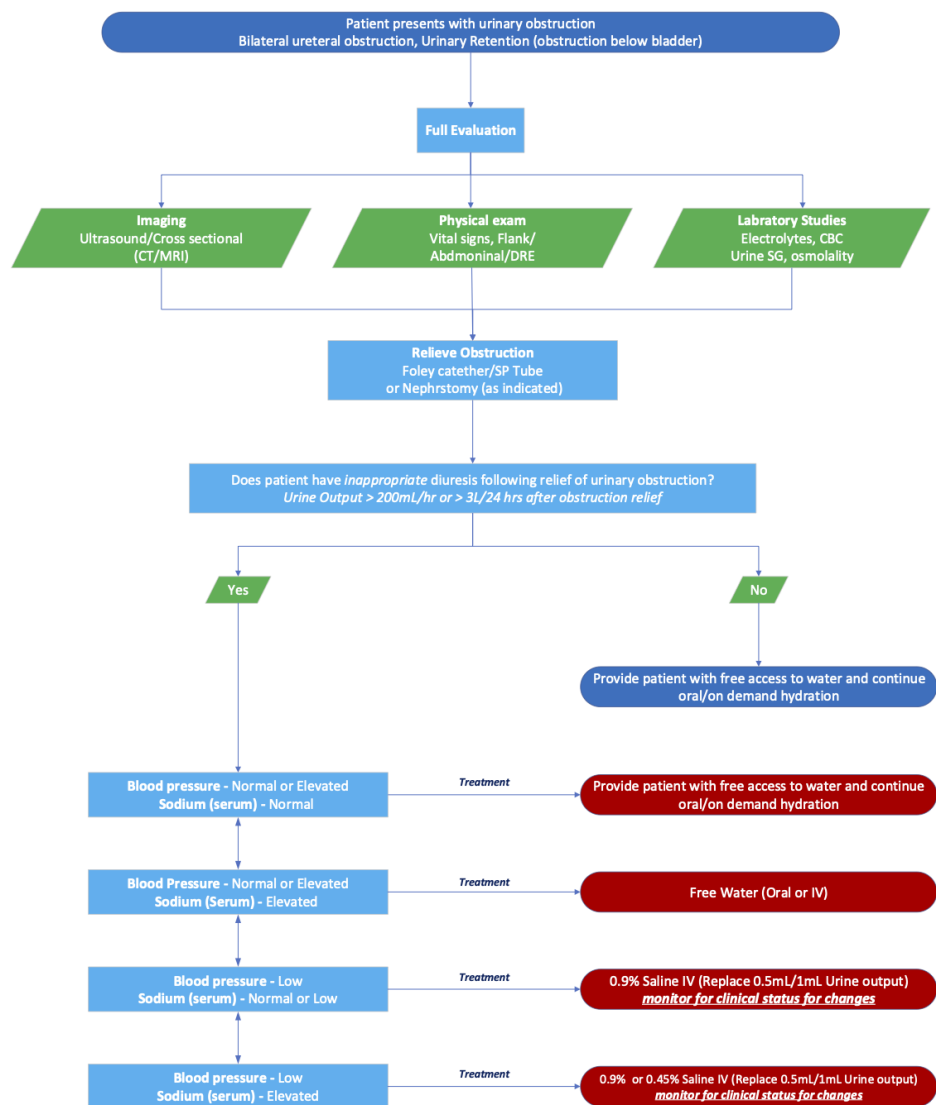 Patient presents with urinary obstruction
Bilateral ureteral obstruction, Urinary Retention (obstruction below bladder)
Full Evaluation
Imaging
Ultrasound/Cross sectional
(CT/MRI)
Physical exam
Vital signs, Flank/
Abdmoninal/DRE
Labratory Studies
Electrolytes, CBC
Urine SG, osmolality
Relieve Obstruction
Foley catether/SP Tube
or Nephrstomy (as indicated)
Does patient have inappropriate diuresis following relief of urinary obstruction?
Urine Output > 200mL/hr or > 3L/24 hrs after obstruction relief
Yes
No
Provide patient with free access to water and continue
oral/on demand hydration
Blood pressure - Normal or Elevated
Sodium (serum) - Normal
Treatment
Provide patient with free access to water and continue
oral/on demand hydration
Blood Pressure - Normal or Elevated
Sodium (Serum) - Elevated
Treatment
Free Water (Oral or IV)
Blood pressure - Low
Sodium (serum) - Normal or Low
Treatment
0.9% Saline IV (Replace 0.5mL/1mL Urine output)
monitor for clinical status for changes
Blood pressure - Low
Sodium (serum) - Elevated
Treatment
0.9% or 0.45% Saline IV (Replace 0.5mL/1mL Urine output)
monitor for clinical status for changes